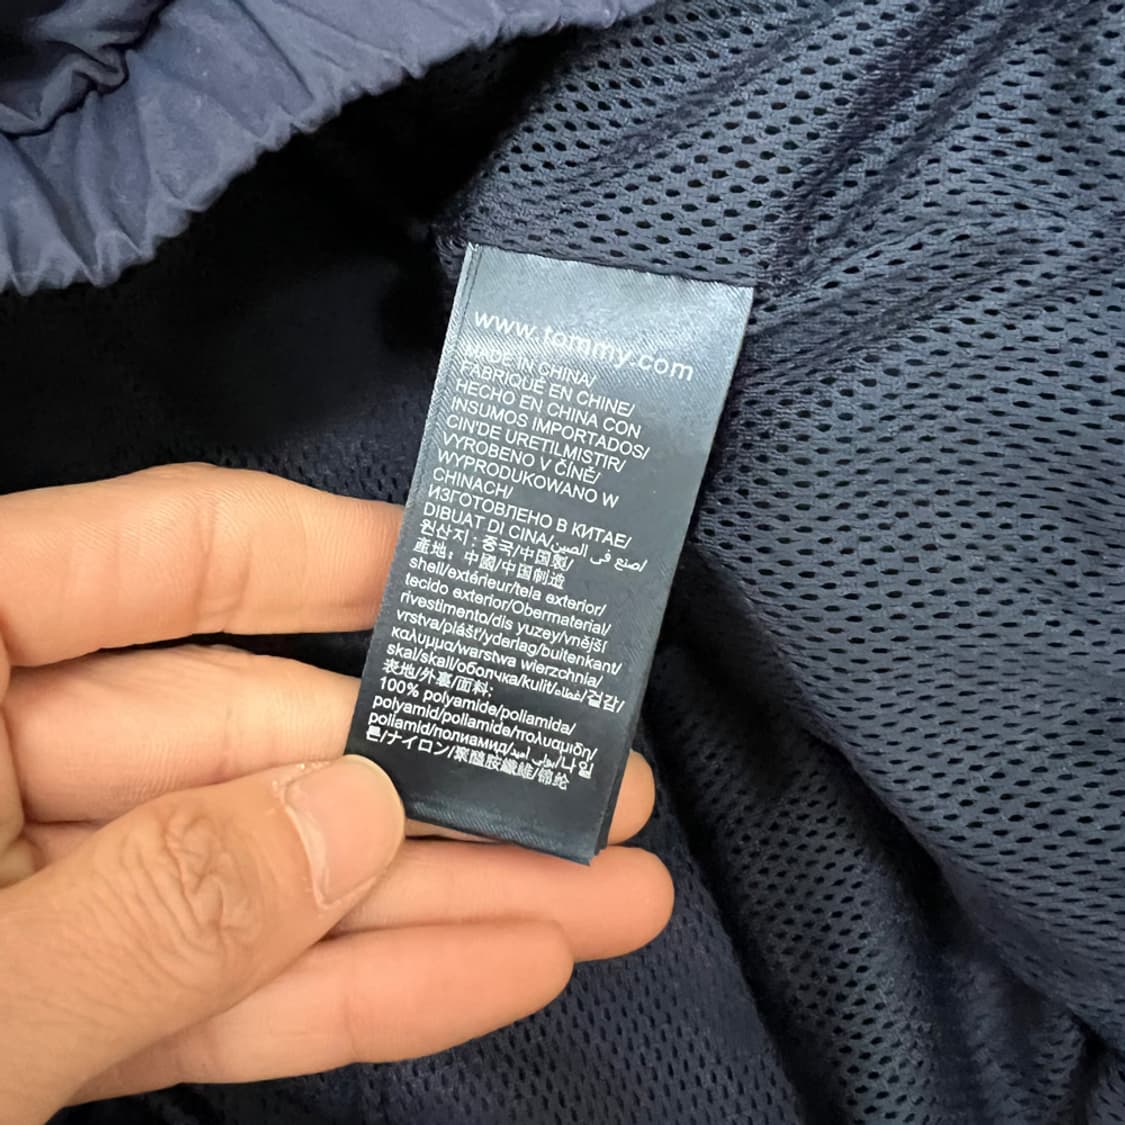 www.tommy.com
MADE IN CHINA/
FABRIQUÉ EN CHINE/
HECHO EN CHINA CON
INSUMOS IMPORTADOS/
CIN'DE URETILMISTIR/
VYROBENO V ČÍNĚ/
WYPRODUKOWANO W
CHINACH/
ИЗГОТОВЛЕНО В КИТАЕ/
DIBUAT DI CINA/صنع في الصين/
원산지: 중국/中国製/
產地: 中國/中国制造
shell/extérieur/tela exterior/
tecido exterior/Obermaterial/
rivestimento/dış yuzey/vnější
vrstva/plášť/yderlag/buitenkant/
καλυμμα/warstwa wierzchnia/
skal/skall/оболчка/kulit/غطاء/겉감/
表地/外塞/面料:
100% polyamide/poliamida/
polyamid/poliamide/πολυαμιδη/
poliamid/полиамид/بولي أميد/나일
론/ナイロン/聚醯胺纖維/锦纶